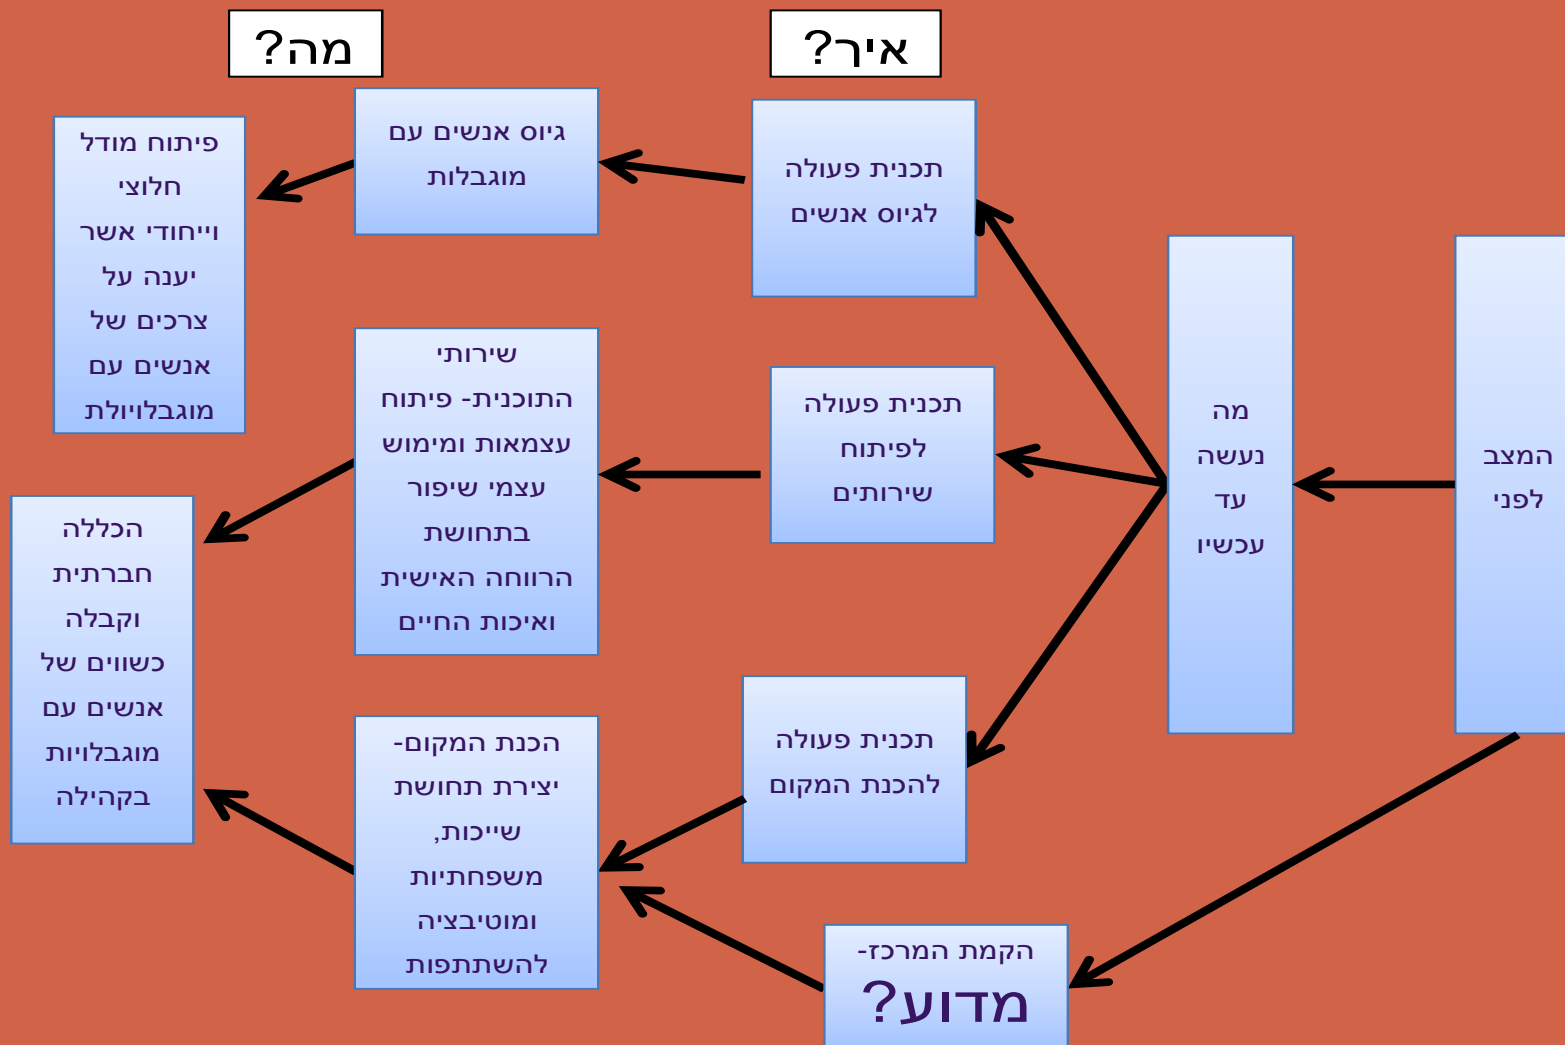 איך?
מה?
המצב
לפני
מה
נעשה
עד
עכשיו
תכנית פעולה
לגיוס אנשים
תכנית פעולה
לפיתוח
שירותים
תכנית פעולה
להכנת המקום
הקמת המרכז-
מדוע?
גיוס אנשים עם
מוגבלות
שירותי
התוכנית- פיתוח
עצמאות ומימוש
עצמי שיפור
בתחושת
הרווחה האישית
ואיכות החיים
הכנת המקום-
יצירת תחושת
שייכות,
משפחתיות
ומוטיבציה
להשתתפות
פיתוח מודל
חלוצי
וייחודי אשר
יענה על
צרכים של
אנשים עם
מוגבלויולת
הכללה
חברתית
וקבלה
כשווים של
אנשים עם
מוגבלויות
בקהילה